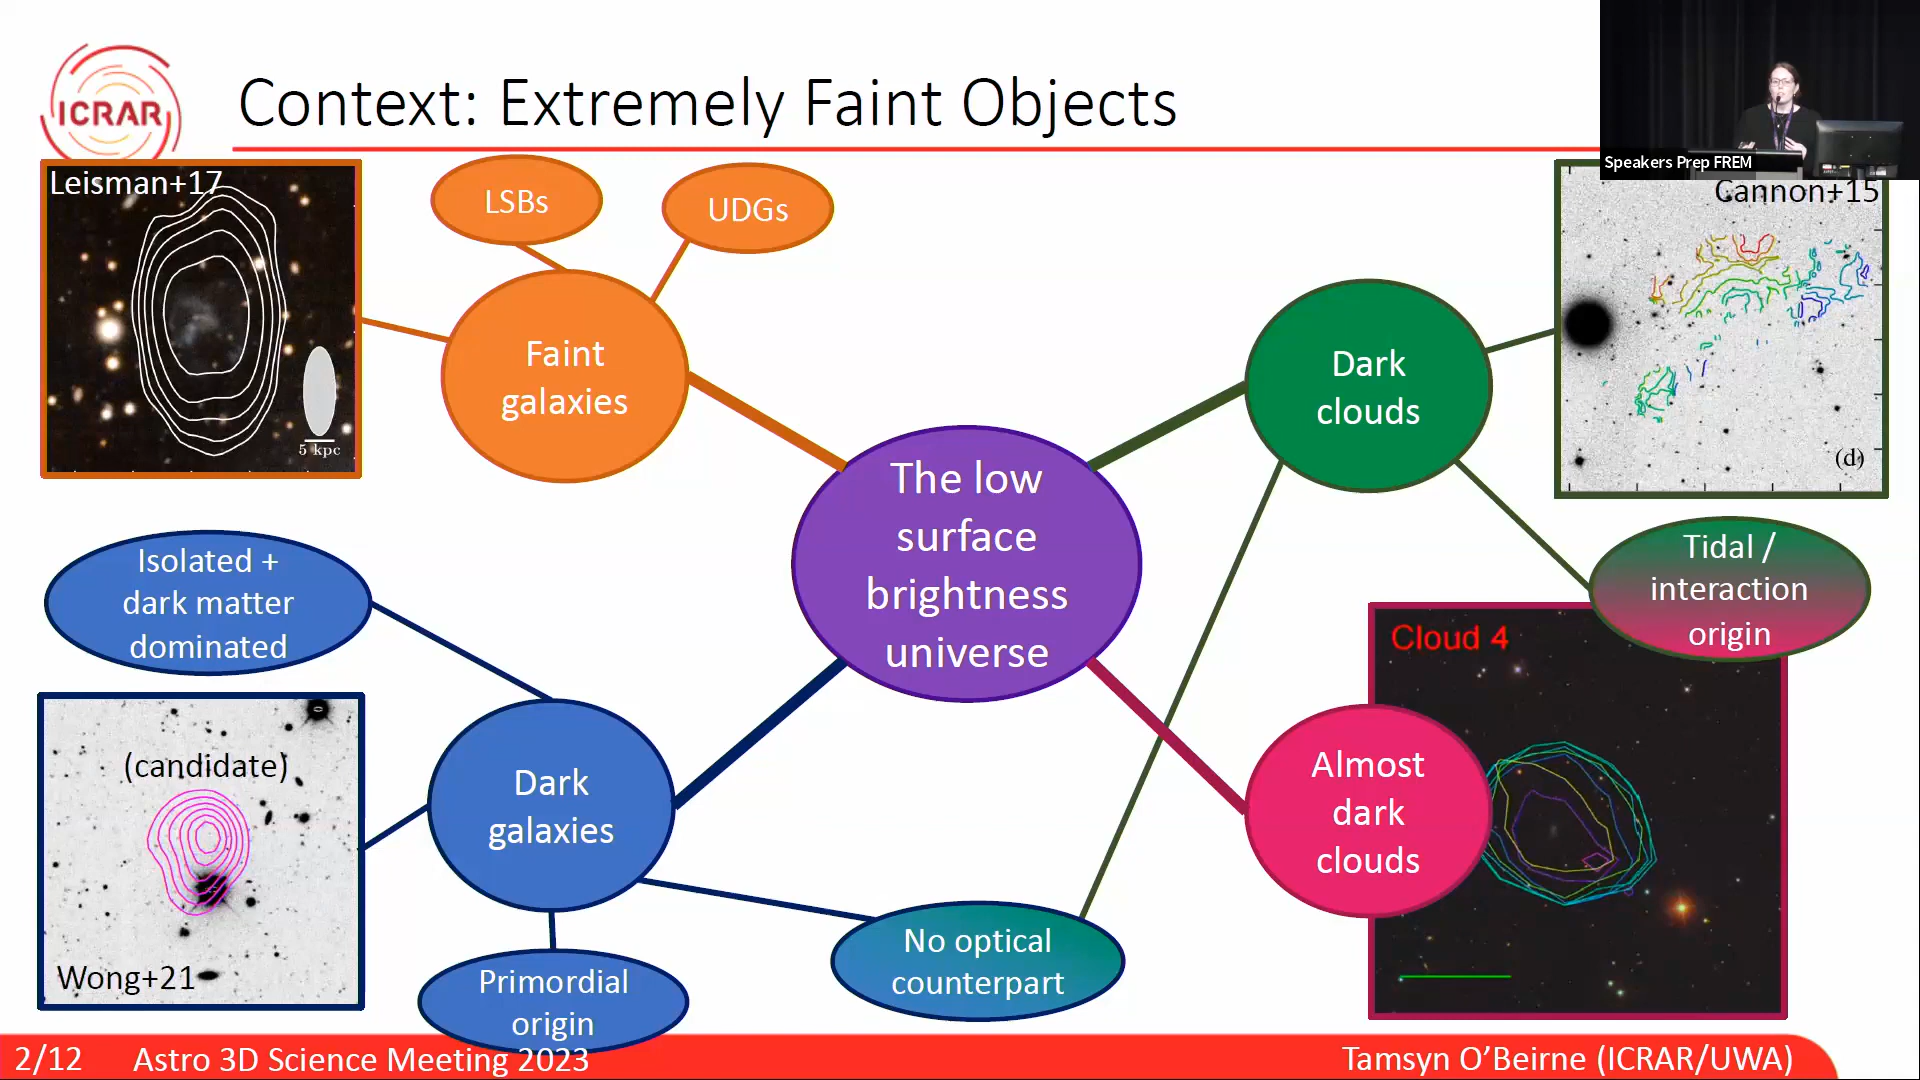 ICRAR
Context: Extremely Faint Objects
Speakers Prep FREM
Leisman+17
5 kpc
LSBs
UDGs
Faint
galaxies
Dark
clouds
Cannon+15
(d)
The low
surface
brightness
universe
Isolated +
dark matter
dominated
Tidal /
interaction
origin
(candidate)
Wong+21
Dark
galaxies
Cloud 4
Almost
dark
clouds
No optical
counterpart
Primordial
origin
2/12
Astro 3D Science Meeting 2023
Tamsyn O’Beirne (ICRAR/UWA)